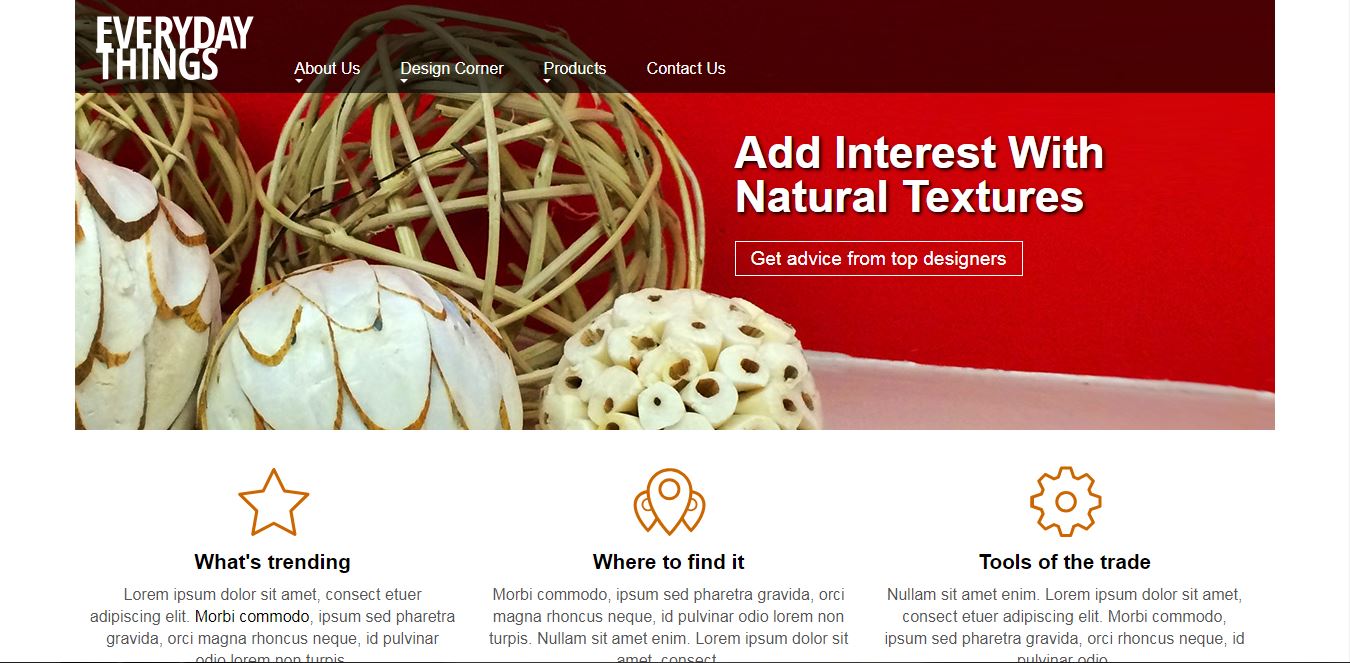 EVERYDAY
THINGS
About Us Design Corner Products Contact Us
Add Interest With
Natural Textures
Get advice from top designers
What's trending
Lorem ipsum dolor sit amet, consect etuer
adipiscing elit. Morbi commodo, ipsum sed pharetra
gravida, orci magna rhoncus neque, id pulvinar
odio lorem non turpis.
Where to find it
Morbi commodo, ipsum sed pharetra gravida, orci
magna rhoncus neque, id pulvinar odio lorem non
turpis. Nullam sit amet enim. Lorem ipsum dolor sit
amet, consect
Tools of the trade
Nullam sit amet enim. Lorem ipsum dolor sit amet,
consect etuer adipiscing elit. Morbi commodo,
ipsum sed pharetra gravida, orci rhoncus neque, id
pulvinar odio.